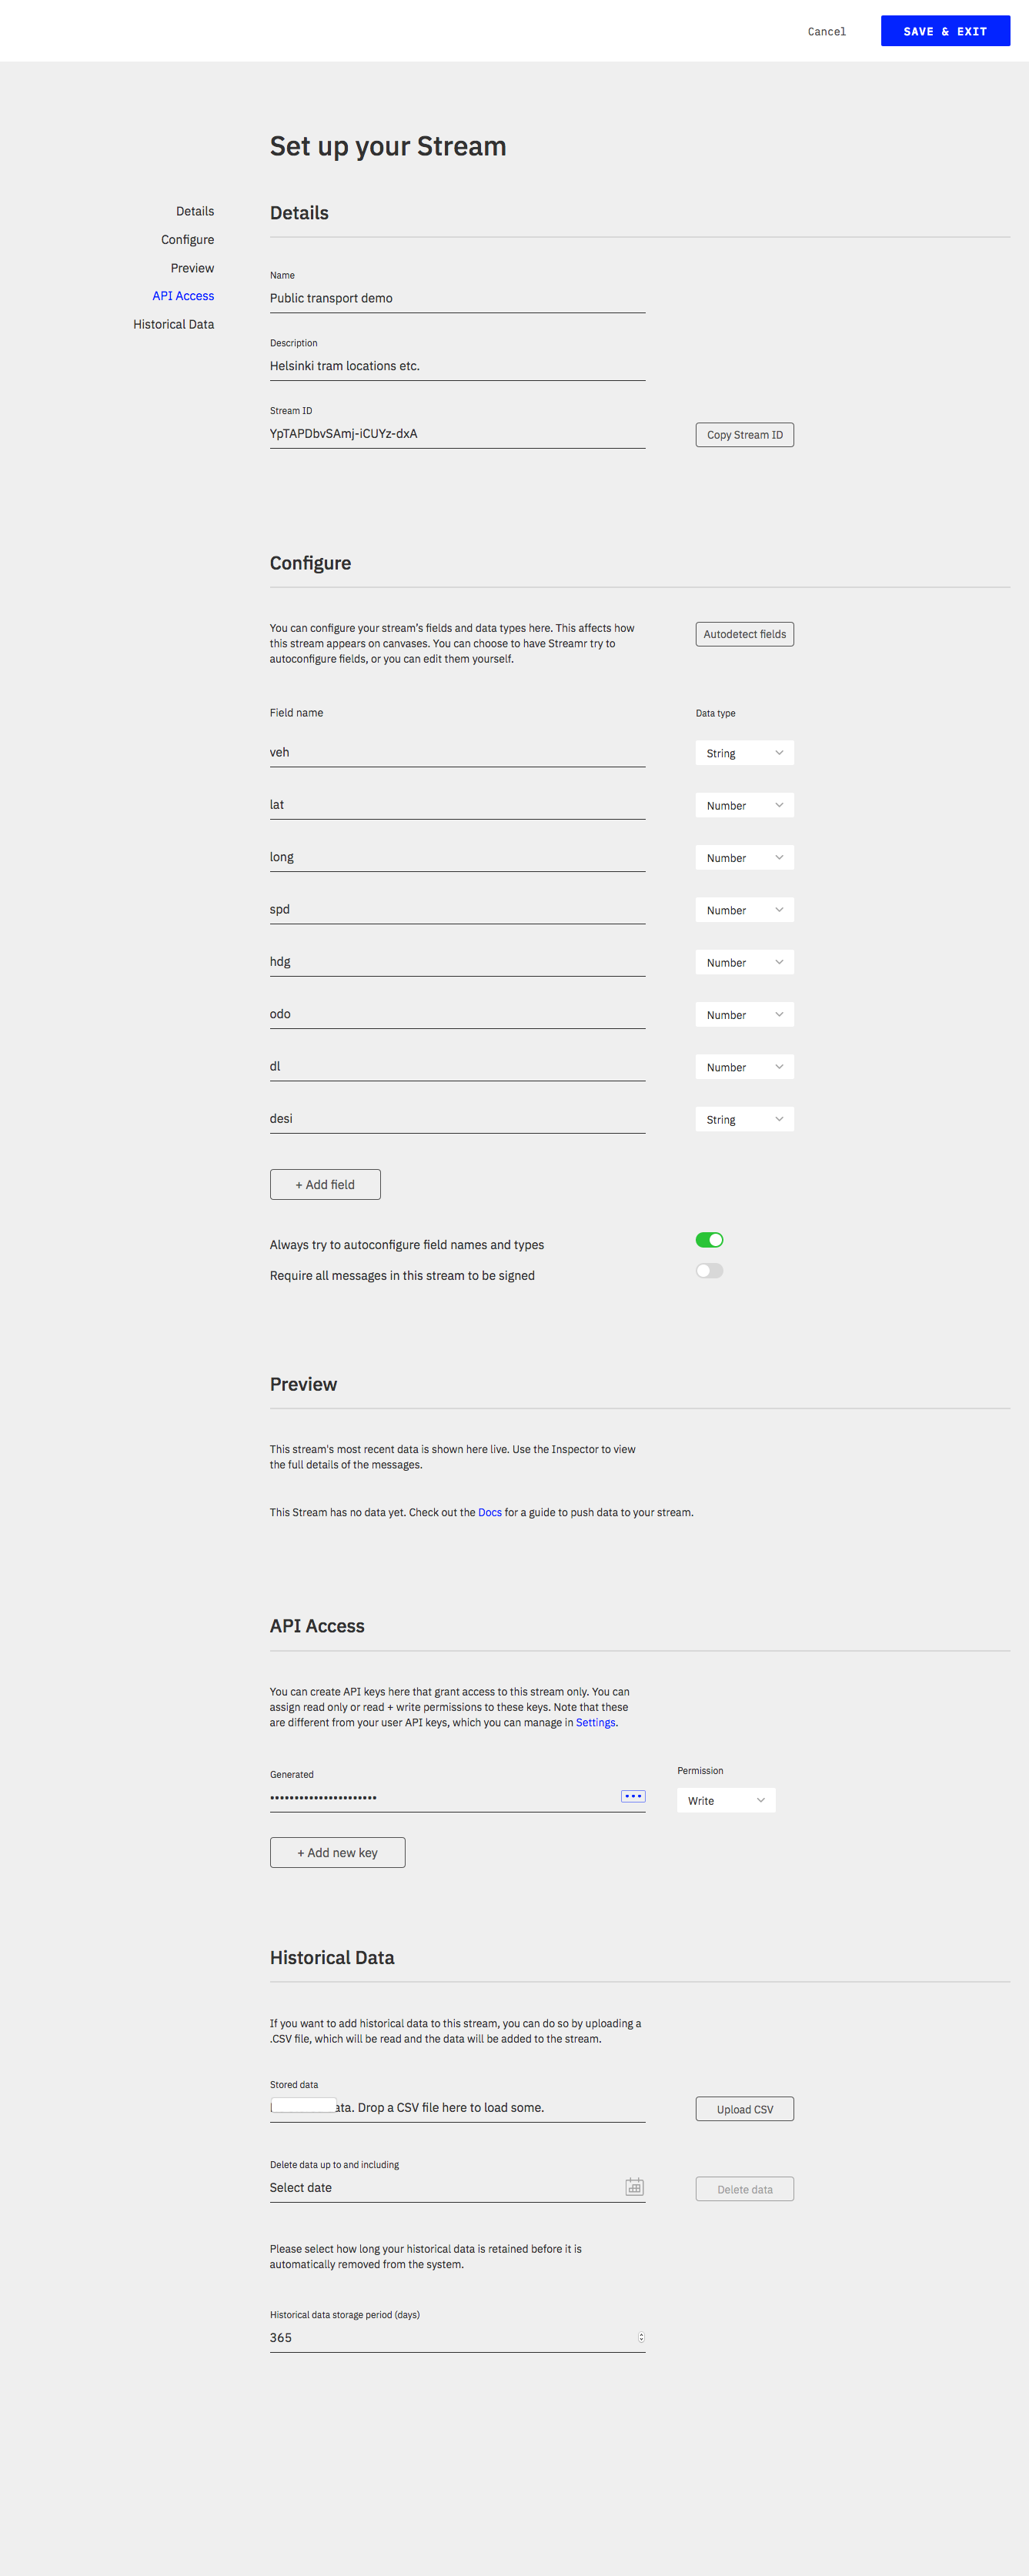 Cancel
SAVE & EXIT
Set up your Stream
Details
Configure
Preview
API Access
Historical Data
Details
Name
Public transport demo
Description
Helsinki tram locations etc.
Stream ID
YpTAPDbvSAmj-iCUYz-dxA
Copy Stream ID
Configure
You can configure your stream’s fields and data types here. This affects how
this stream appears on canvases. You can choose to have Streamr try to
autoconfigure fields, or you can edit them yourself.
Autodetect fields
Field name
Data type
veh
String
lat
Number
long
Number
spd
Number
hdg
Number
odo
Number
dl
Number
desi
String
+ Add field
Always try to autoconfigure field names and types
Require all messages in this stream to be signed
Preview
This stream's most recent data is shown here live. Use the Inspector to view
the full details of the messages.
This Stream has no data yet. Check out the Docs for a guide to push data to your stream.
API Access
You can create API keys here that grant access to this stream only. You can
assign read only or read + write permissions to these keys. Note that these
are different from your user API keys, which you can manage in Settings.
Generated
Permission
••••••••••••••••••••••
Write
+ Add new key
Historical Data
If you want to add historical data to this stream, you can do so by uploading a
.CSV file, which will be read and the data will be added to the stream.
Stored data
ata. Drop a CSV file here to load some.
Upload CSV
Delete data up to and including
Select date
Delete data
Please select how long your historical data is retained before it is
automatically removed from the system.
Historical data storage period (days)
365